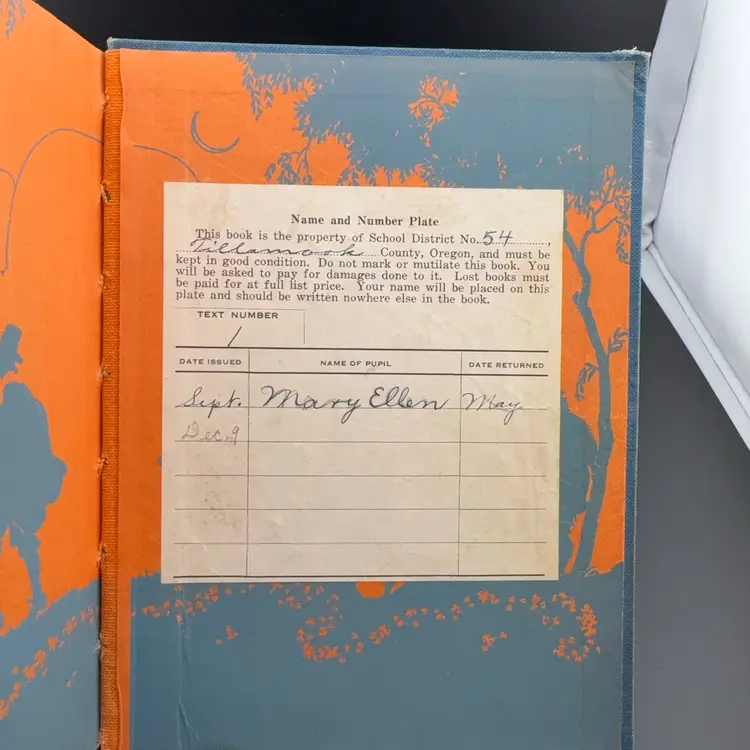 Name and Number Plate
This book is the property of School District No. 54,
Tillamook County, Oregon, and must be
kept in good condition. Do not mark or mutilate this book. You
will be asked to pay for damages done to it. Lost books must
be paid for at full list price. Your name will be placed on this
plate and should be written nowhere else in the book.
TEXT NUMBER
1
DATE ISSUED NAME OF PUPIL DATE RETURNED
Sept. Mary Ellen May
Dec. 9